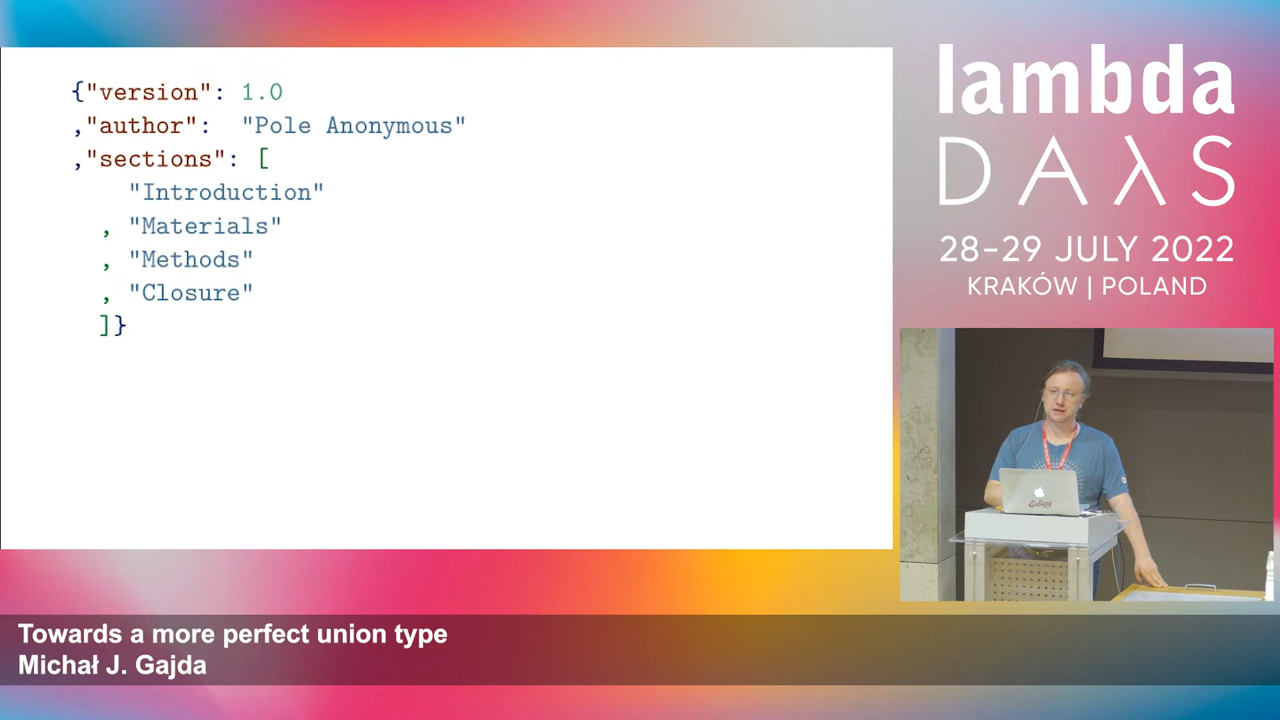 {"version": 1.0
,"author":  "Pole Anonymous"
,"sections": [
"Introduction"
, "Materials"
, "Methods"
, "Closure"
]}
lambda
DAλS
28–29 JULY 2022
KRAKÓW | POLAND
Erlang
Towards a more perfect union type
Michał J. Gajda